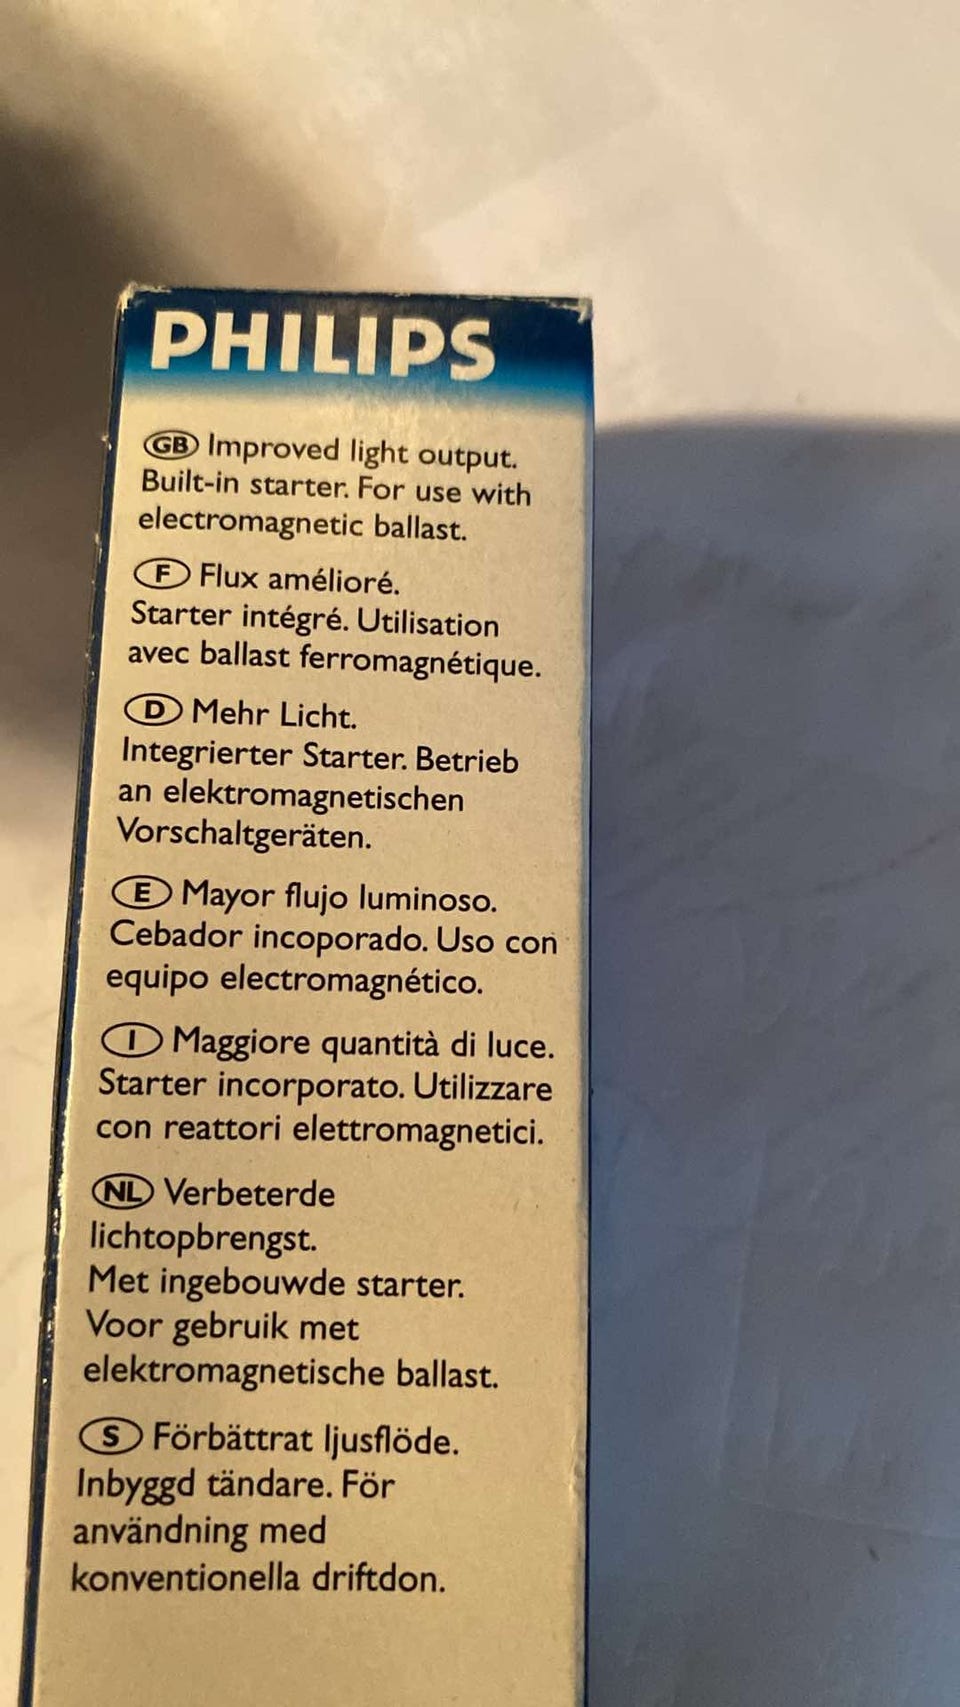 PHILIPS
GB Improved light output.
Built-in starter. For use with
electromagnetic ballast.
F Flux amélioré.
Starter intégré. Utilisation
avec ballast ferromagnétique.
D Mehr Licht.
Integrierter Starter. Betrieb
an elektromagnetischen
Vorschaltgeräten.
E Mayor flujo luminoso.
Cebador incoporado. Uso con
equipo electromagnético.
I Maggiore quantità di luce.
Starter incorporato. Utilizzare
con reattori elettromagnetici.
NL Verbeterde
lichtopbrengst.
Met ingebouwde starter.
Voor gebruik met
elektromagnetische ballast.
S Förbättrat ljusflöde.
Inbyggd tändare. För
användning med
konventionella driftdon.